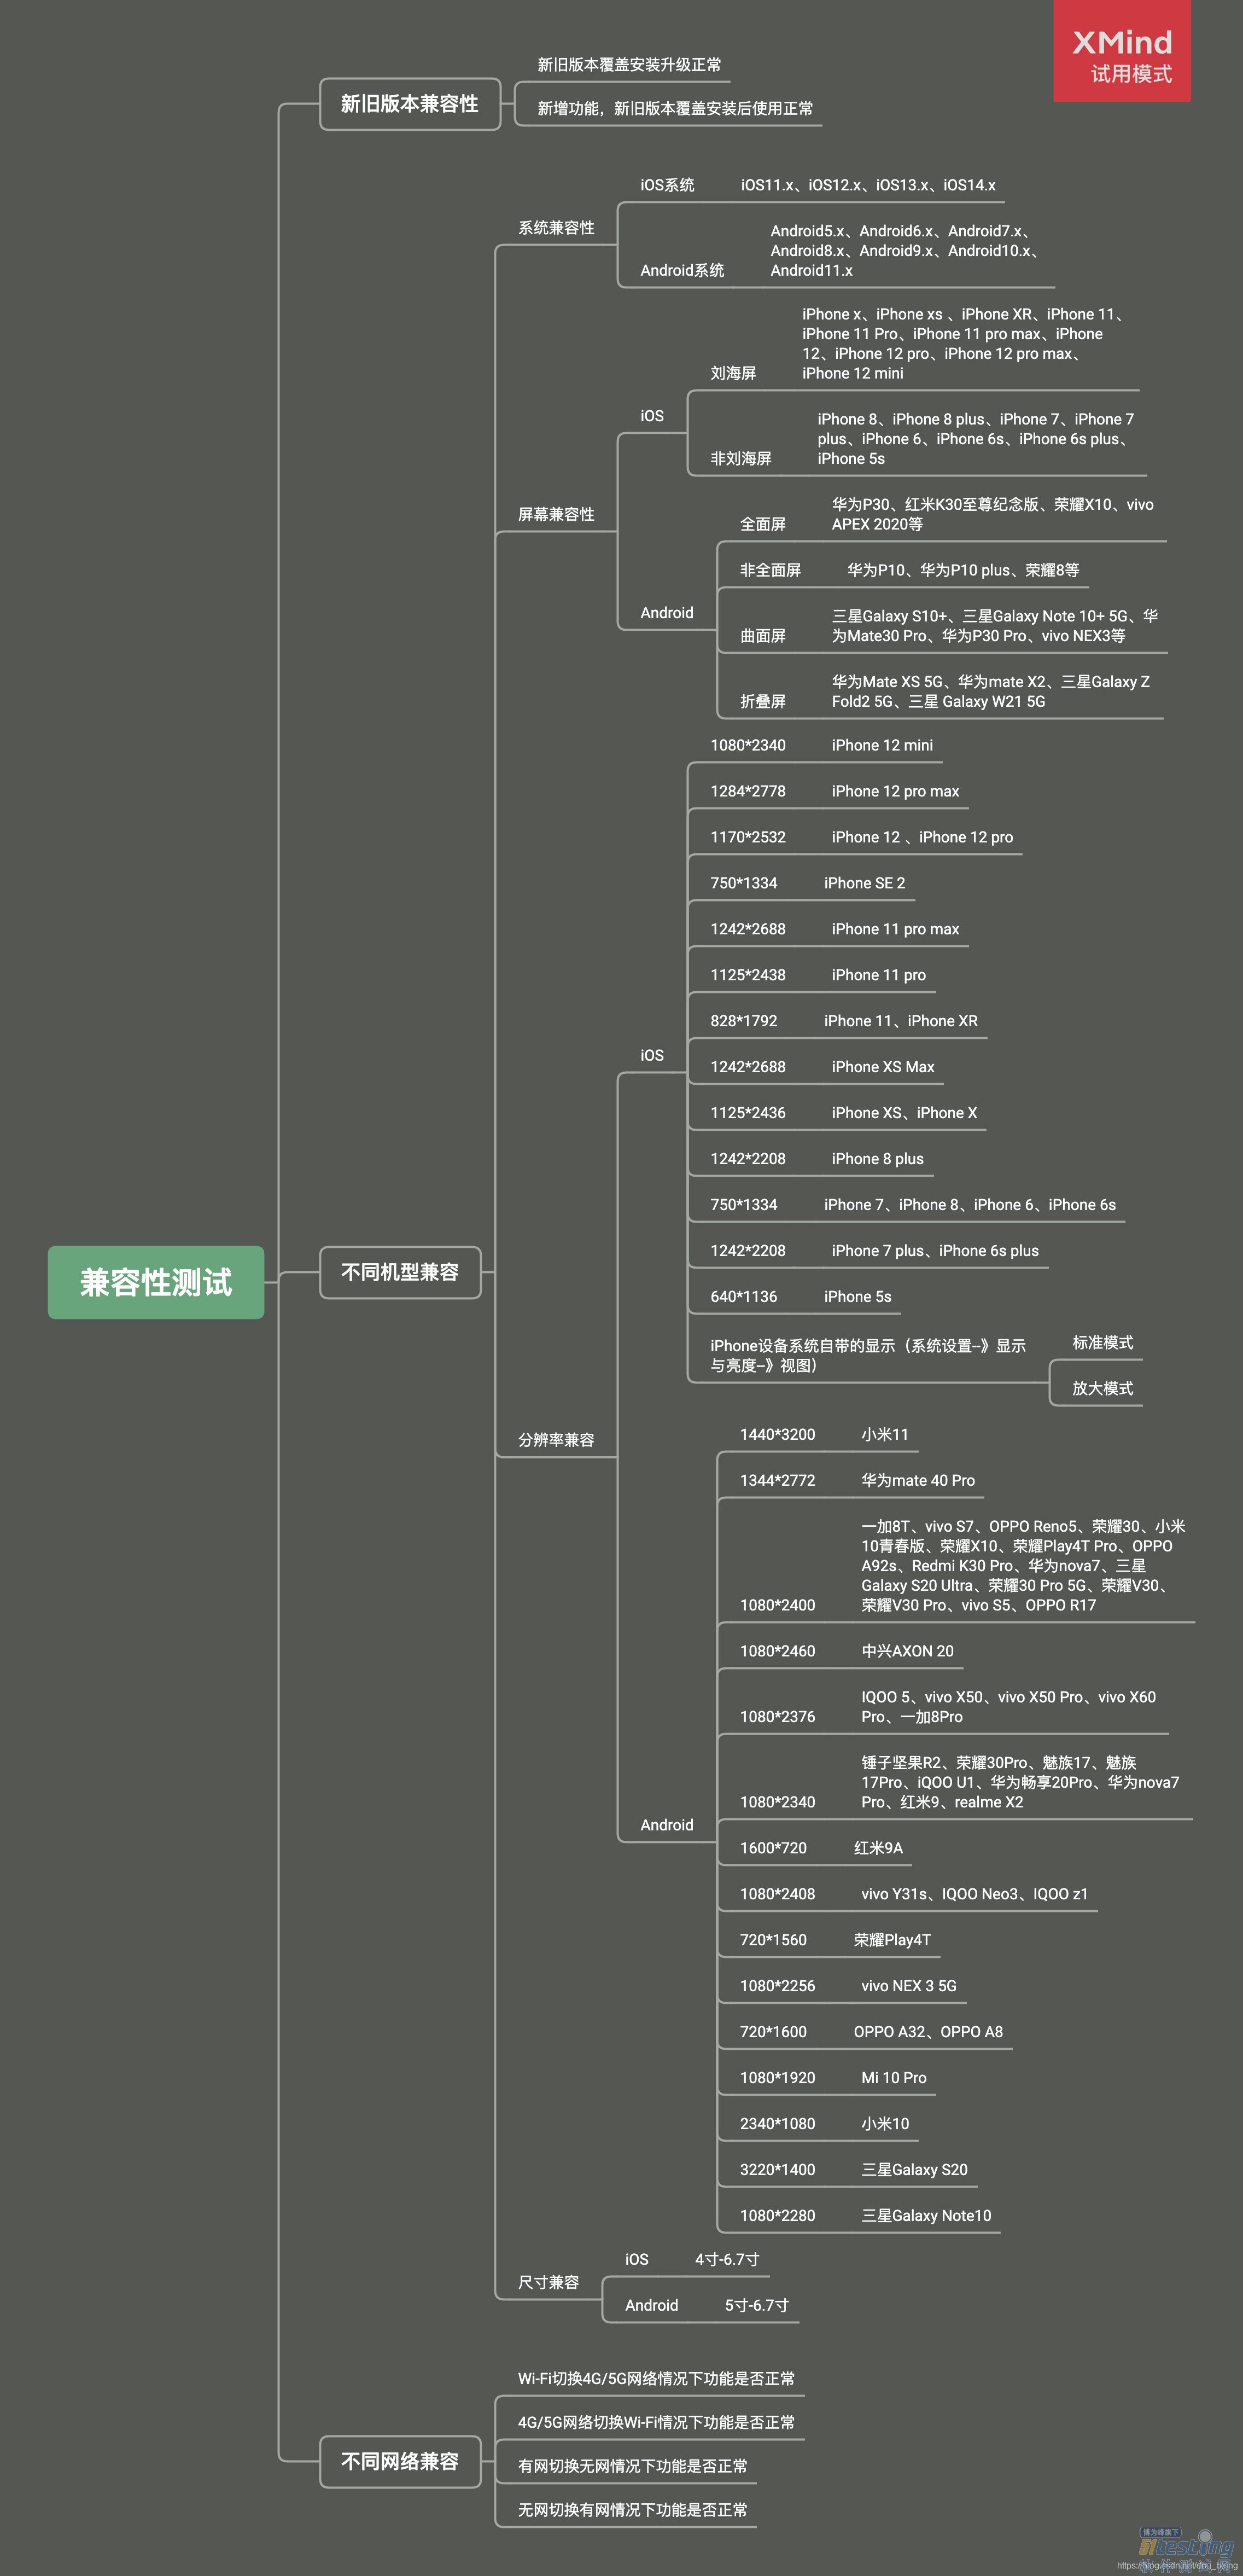 XMind
试用模式
新旧版本覆盖安装升级正常
新旧版本兼容性
新增功能，新旧版本覆盖安装后使用正常
iOS系统 iOS11.x、iOS12.x、iOS13.x、iOS14.x
系统兼容性
Android5.x、Android6.x、Android7.x、
Android8.x、Android9.x、Android10.x、
Android系统 Android11.x
iPhone x、iPhone xs 、iPhone XR、iPhone 11、
iPhone 11 Pro、iPhone 11 pro max、iPhone
12、iPhone 12 pro、iPhone 12 pro max、
刘海屏 iPhone 12 mini
iOS
iPhone 8、iPhone 8 plus、iPhone 7、iPhone 7
plus、iPhone 6、iPhone 6s、iPhone 6s plus、
非刘海屏 iPhone 5s
屏幕兼容性
华为P30、红米K30至尊纪念版、荣耀X10、vivo
全面屏 APEX 2020等
非全面屏 华为P10、华为P10 plus、荣耀8等
Android
三星Galaxy S10+、三星Galaxy Note 10+ 5G、华
曲面屏 为Mate30 Pro、华为P30 Pro、vivo NEX3等
华为Mate XS 5G、华为mate X2、三星Galaxy Z
折叠屏 Fold2 5G、三星 Galaxy W21 5G
1080*2340 iPhone 12 mini
1284*2778 iPhone 12 pro max
1170*2532 iPhone 12 、iPhone 12 pro
750*1334 iPhone SE 2
1242*2688 iPhone 11 pro max
1125*2438 iPhone 11 pro
828*1792 iPhone 11、iPhone XR
iOS
1242*2688 iPhone XS Max
1125*2436 iPhone XS、iPhone X
1242*2208 iPhone 8 plus
750*1334 iPhone 7、iPhone 8、iPhone 6、iPhone 6s
1242*2208 iPhone 7 plus、iPhone 6s plus
兼容性测试
不同机型兼容
640*1136 iPhone 5s
iPhone设备系统自带的显示（系统设置--》显示
与亮度--》视图）
标准模式
放大模式
分辨率兼容
1440*3200 小米11
1344*2772 华为mate 40 Pro
一加8T、vivo S7、OPPO Reno5、荣耀30、小米
10青春版、荣耀X10、荣耀Play4T Pro、OPPO
A92s、Redmi K30 Pro、华为nova7、三星
Galaxy S20 Ultra、荣耀30 Pro 5G、荣耀V30、
1080*2400 荣耀V30 Pro、vivo S5、OPPO R17
1080*2460 中兴AXON 20
IQOO 5、vivo X50、vivo X50 Pro、vivo X60
1080*2376 Pro、一加8Pro
锤子坚果R2、荣耀30Pro、魅族17、魅族
17Pro、iQOO U1、华为畅享20Pro、华为nova7
1080*2340 Pro、红米9、realme X2
Android
1600*720 红米9A
1080*2408 vivo Y31s、IQOO Neo3、IQOO z1
720*1560 荣耀Play4T
1080*2256 vivo NEX 3 5G
720*1600 OPPO A32、OPPO A8
1080*1920 Mi 10 Pro
2340*1080 小米10
3220*1400 三星Galaxy S20
1080*2280 三星Galaxy Note10
iOS 4寸-6.7寸
尺寸兼容
Android 5寸-6.7寸
Wi-Fi切换4G/5G网络情况下功能是否正常
4G/5G网络切换Wi-Fi情况下功能是否正常
不同网络兼容
有网切换无网情况下功能是否正常
无网切换有网情况下功能是否正常
博为峰旗下
testing